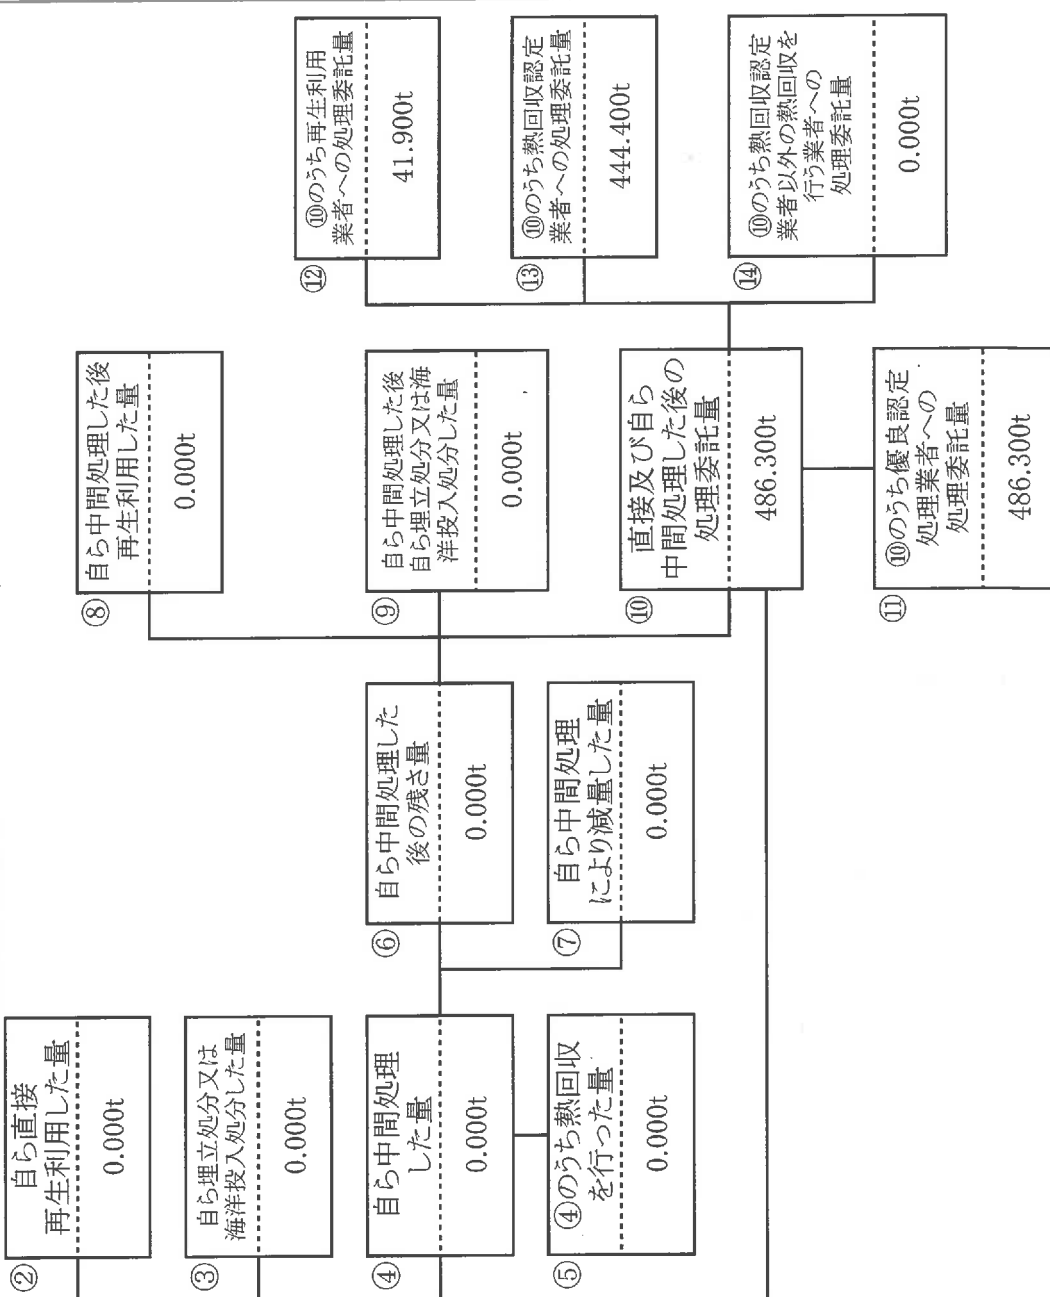 ②
自ら直接
再生利用した量
0.000t
③
自ら埋立処分又は
海洋投入処分した量
0.000t
④
自ら中間処理
した量
0.000t
⑤
④のうち熱回収
を行った量
0.000t
⑥
自ら中間処理した
後の残さ量
0.000t
⑦
自ら中間処理
により減量した量
0.000t
⑧
自ら中間処理した後
再生利用した量
0.000t
⑨
自ら中間処理した後
自ら埋立処分又は海
洋投入処分した量
0.000t
⑩
直接及び自ら
中間処理した後の
処理委託量
486.300t
⑪
⑩のうち優良認定
処理業者への
処理委託量
486.300t
⑫
⑩のうち再生利用
業者への処理委託量
41.900t
⑬
⑩のうち熱回収認定
業者への処理委託量
444.400t
⑭
⑩のうち熱回収認定
業者以外の熱回収を
行う業者への
処理委託量
0.000t